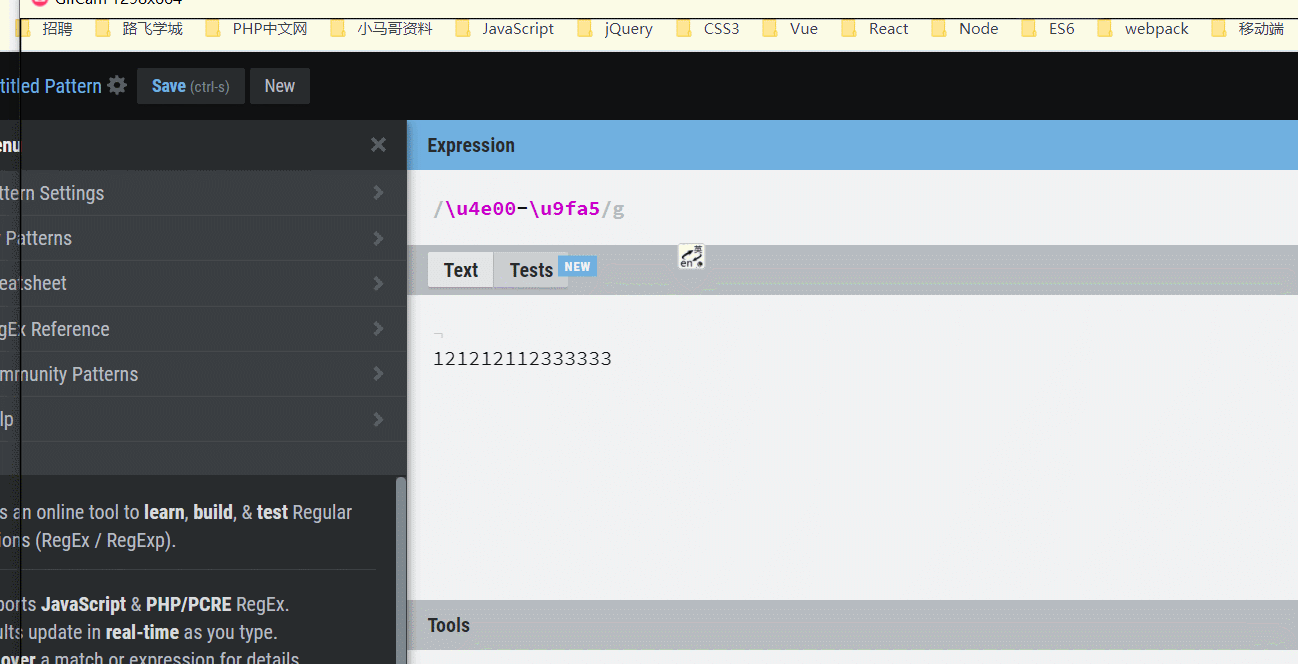 GifCam 1298x664
招聘 路飞学城 PHP中文网 小马哥资料 JavaScript jQuery CSS3 Vue React Node ES6 webpack 移动端
titled Pattern Save (ctrl-s) New
enu
Expression
ttern Settings
/\u4e00-\u9fa5/g
Patterns
英
en
Text Tests NEW
eatsheet
gEx Reference
121212112333333
mmunity Patterns
lp
s an online tool to learn, build, & test Regular
ions (RegEx / RegExp).
ports JavaScript & PHP/PCRE RegEx.
Tools
ults update in real-time as you type.
over a match or expression for details.